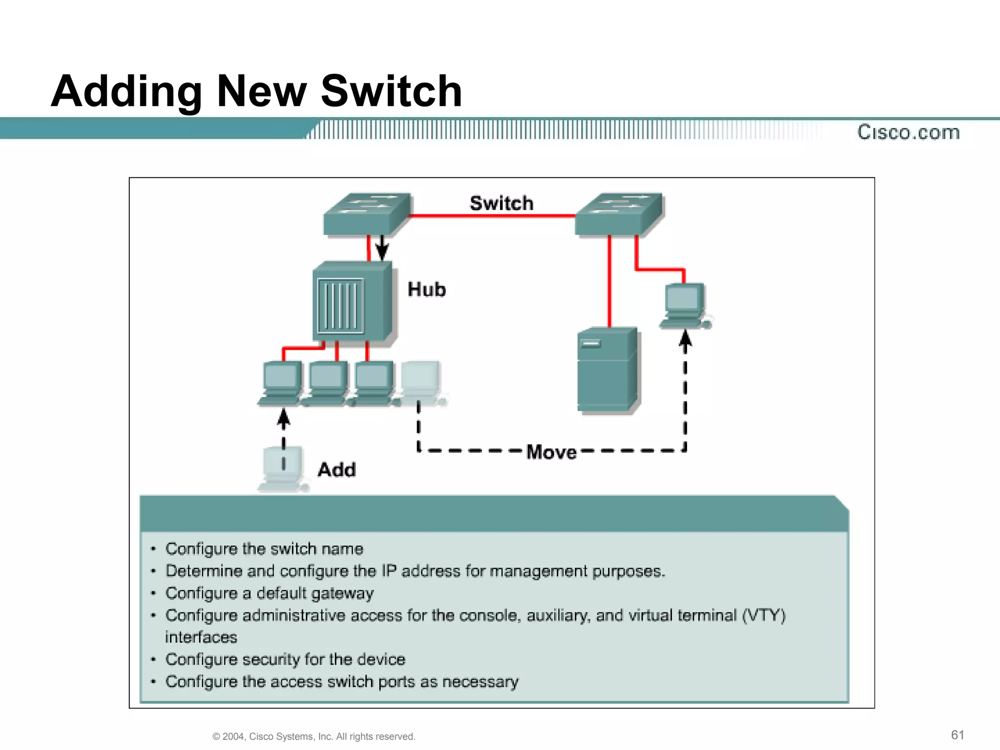 Adding New Switch
Cisco.com
Switch
Hub
Move
Add
• Configure the switch name
• Determine and configure the IP address for management purposes.
• Configure a default gateway
• Configure administrative access for the console, auxiliary, and virtual terminal (VTY)
interfaces
• Configure security for the device
• Configure the access switch ports as necessary
© 2004, Cisco Systems, Inc. All rights reserved.
61